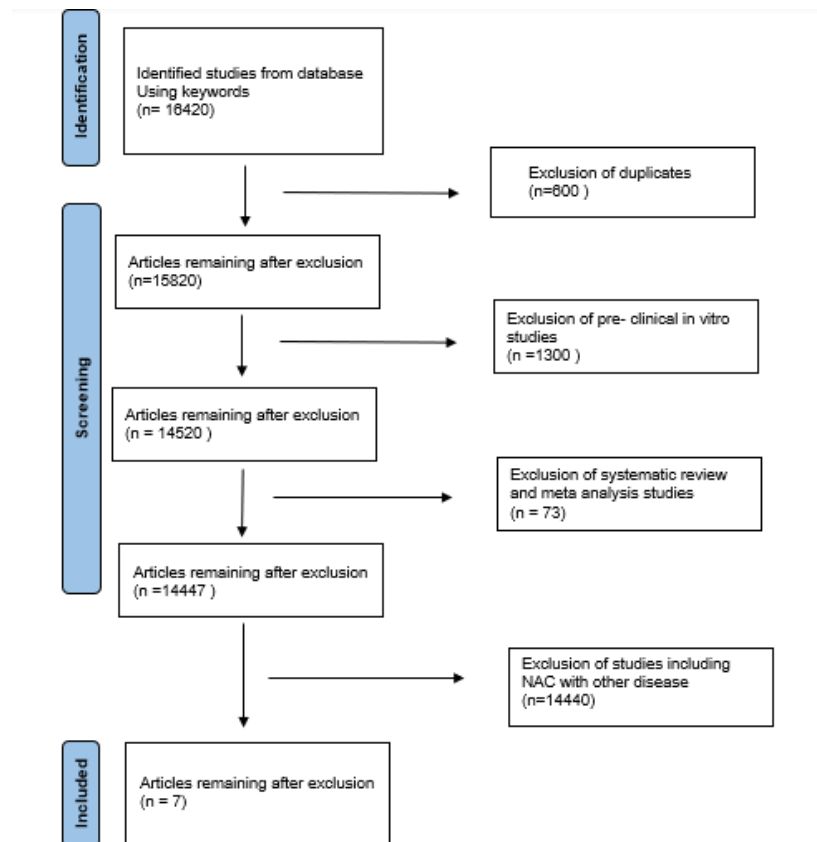 Identification
Identified studies from database
Using keywords
(n= 16420)
Exclusion of duplicates
(n=600 )
Screening
Articles remaining after exclusion
(n=15820)
Exclusion of pre- clinical in vitro
studies
(n =1300 )
Articles remaining after exclusion
(n = 14520 )
Exclusion of systematic review
and meta analysis studies
(n = 73)
Articles remaining after exclusion
(n =14447 )
Exclusion of studies including
NAC with other disease
(n=14440)
Included
Articles remaining after exclusion
(n = 7)